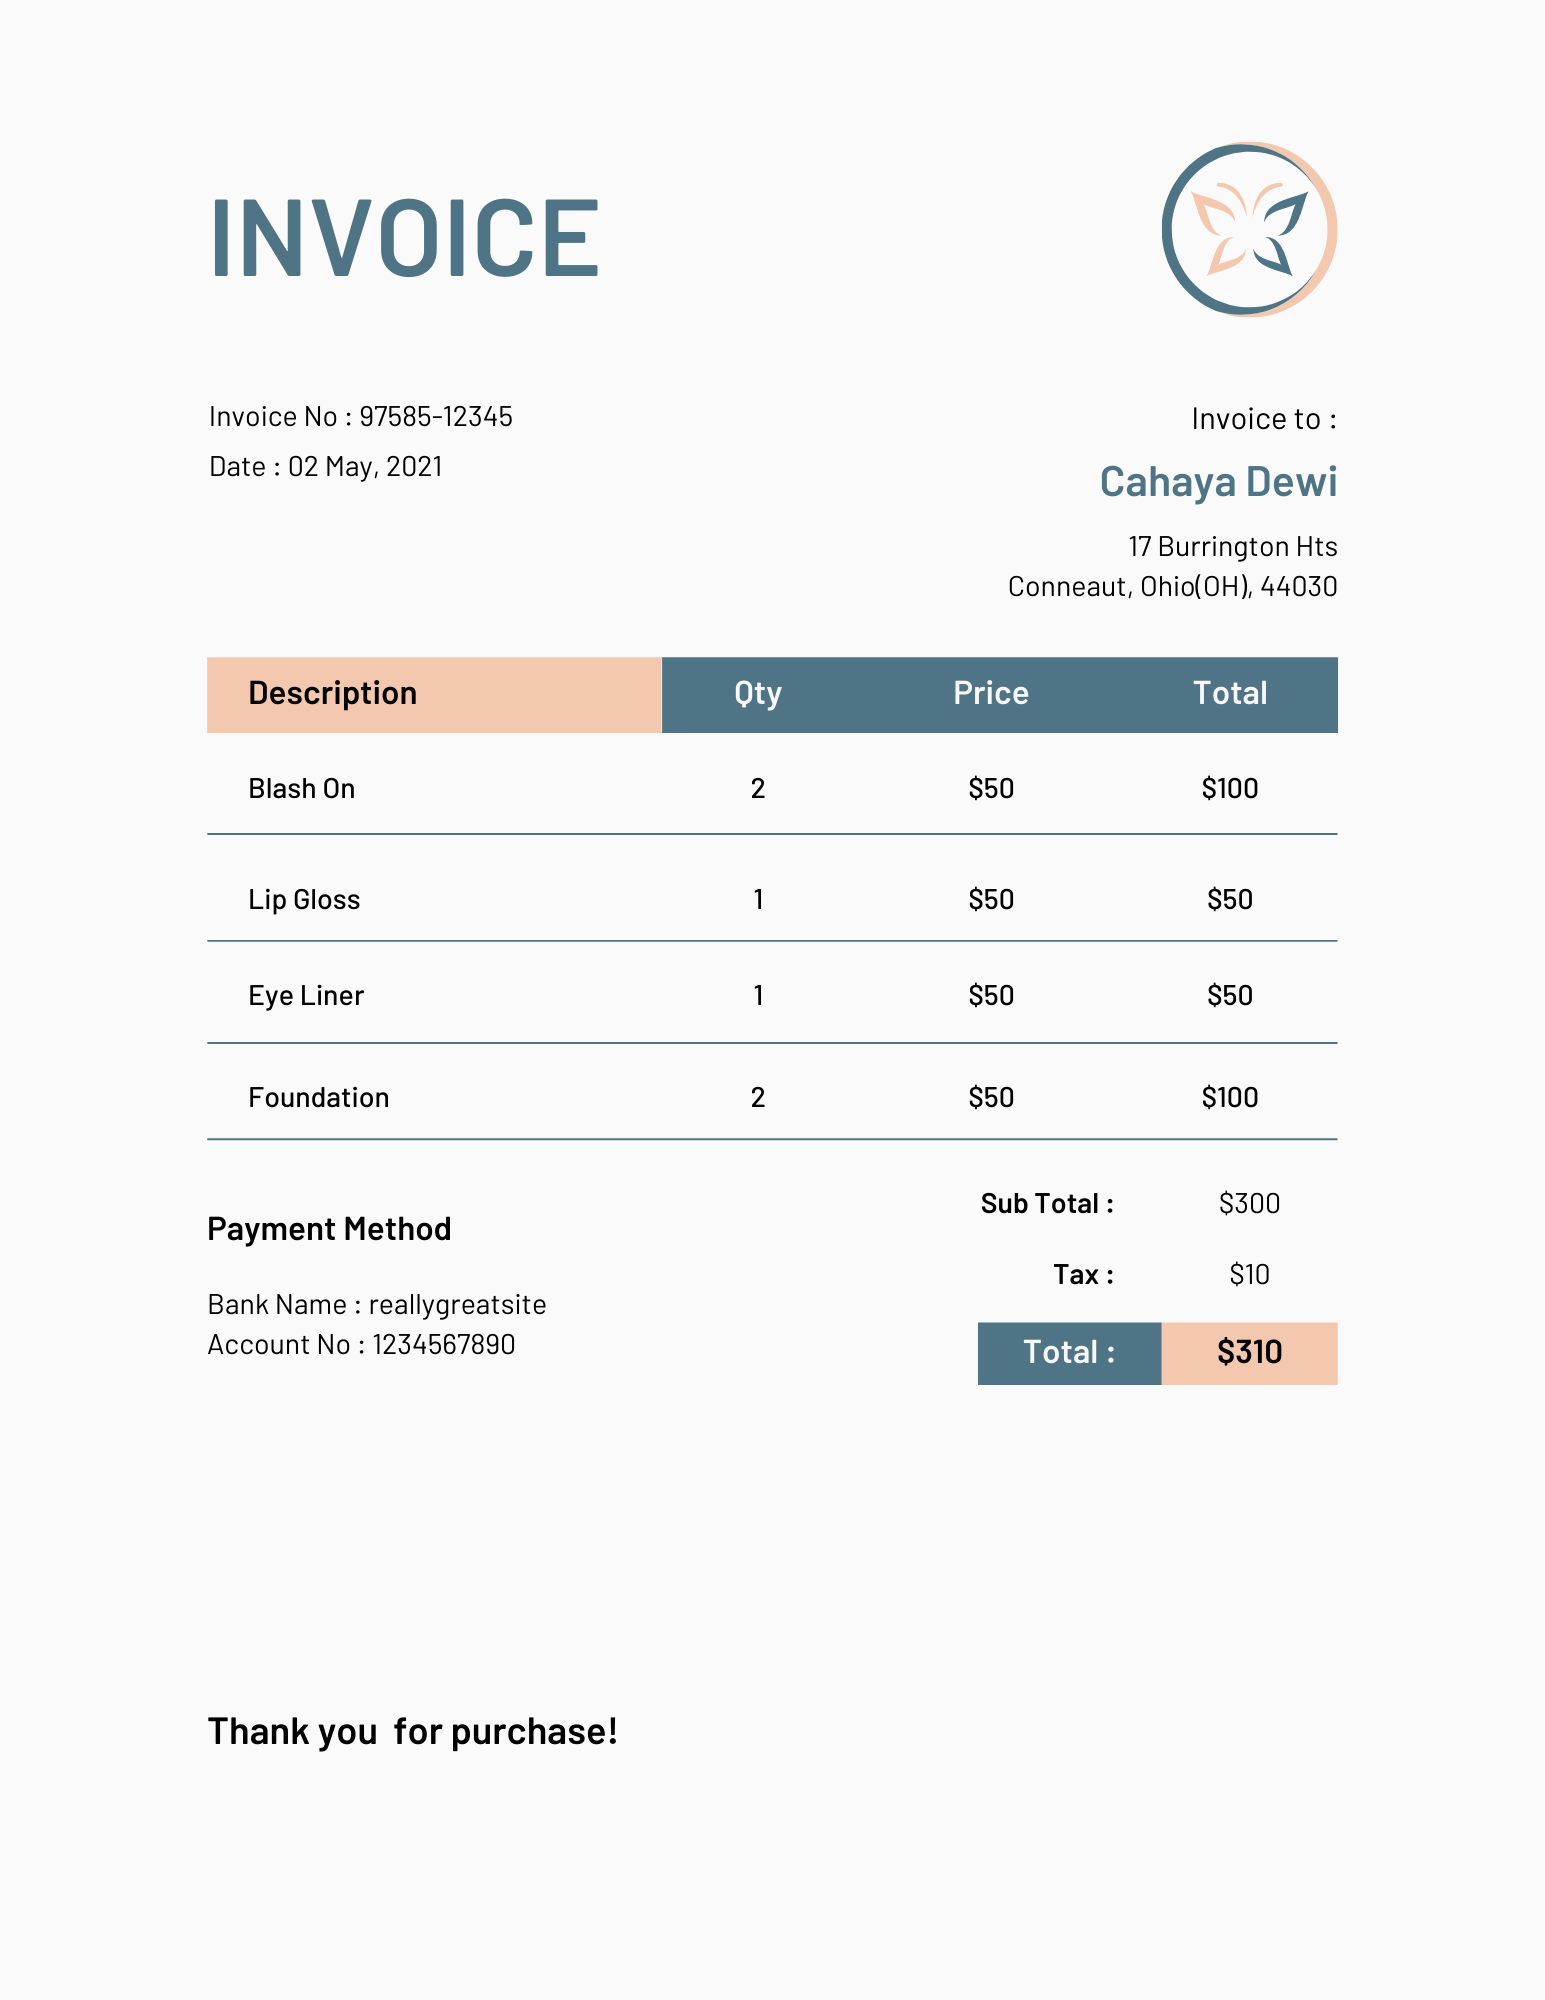 INVOICE
Invoice No : 97585-12345
Date : 02 May, 2021
Invoice to :
Cahaya Dewi
17 Burrington Hts
Conneaut, Ohio(OH), 44030
Description Qty Price Total
Blash On 2 $50 $100
Lip Gloss 1 $50 $50
Eye Liner 1 $50 $50
Foundation 2 $50 $100
Sub Total : $300
Tax : $10
Total : $310
Payment Method
Bank Name : reallygreatsite
Account No : 1234567890
Thank you  for purchase!